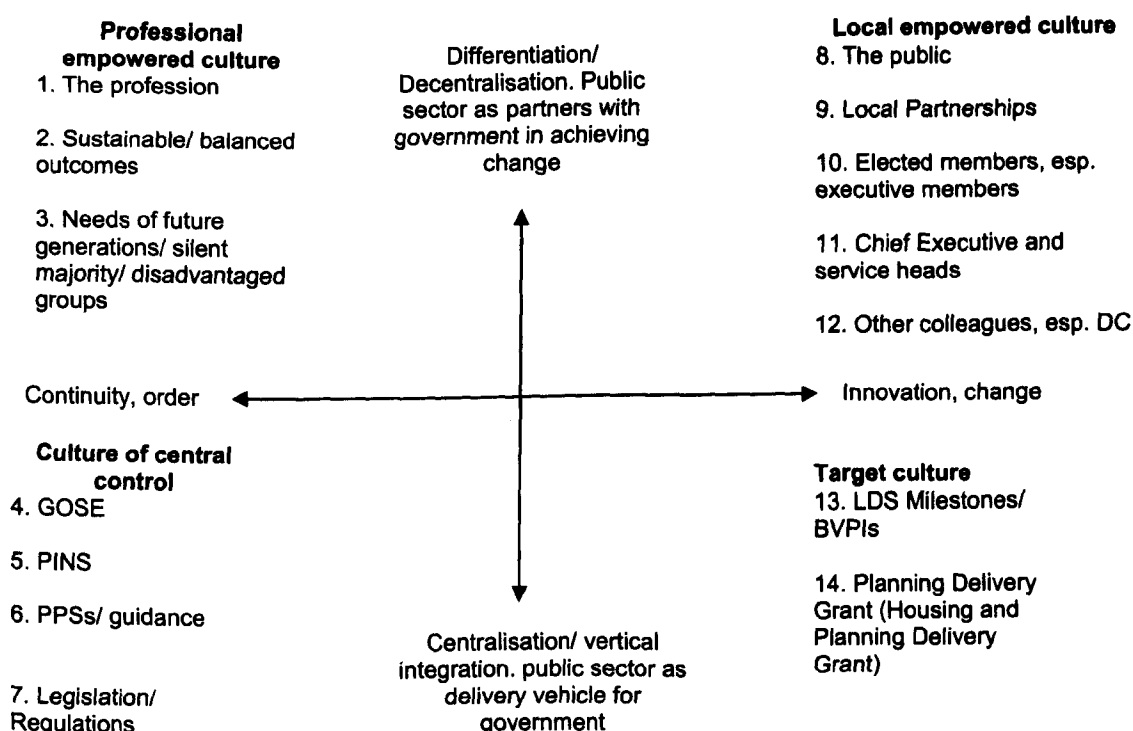 Professional
empowered culture
1. The profession
2. Sustainable/ balanced
outcomes
3. Needs of future
generations/ silent
majority/ disadvantaged
groups
Differentiation/
Decentralisation. Public
sector as partners with
government in achieving
change
Local empowered culture
8. The public
9. Local Partnerships
10. Elected members, esp.
executive members
11. Chief Executive and
service heads
12. Other colleagues, esp. DC
Continuity, order
Innovation, change
Culture of central
control
4. GOSE
5. PINS
6. PPSs/ guidance
7. Legislation/
Regulations
Centralisation/ vertical
integration. public sector as
delivery vehicle for
government
Target culture
13. LDS Milestones/
BVPIs
14. Planning Delivery
Grant (Housing and
Planning Delivery
Grant)